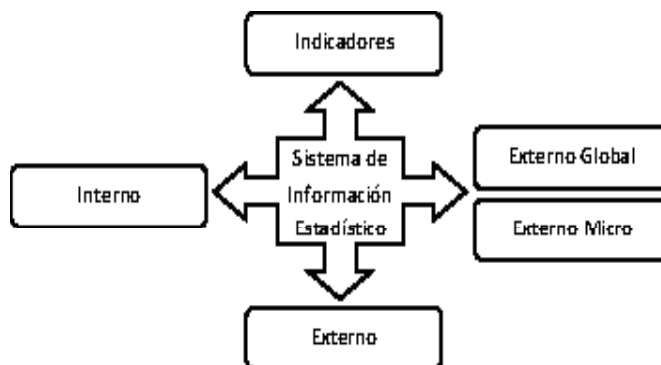 Indicadores
Sistema de
Información
Estadístico
Interno
Externo Global
Externo Micro
Externo